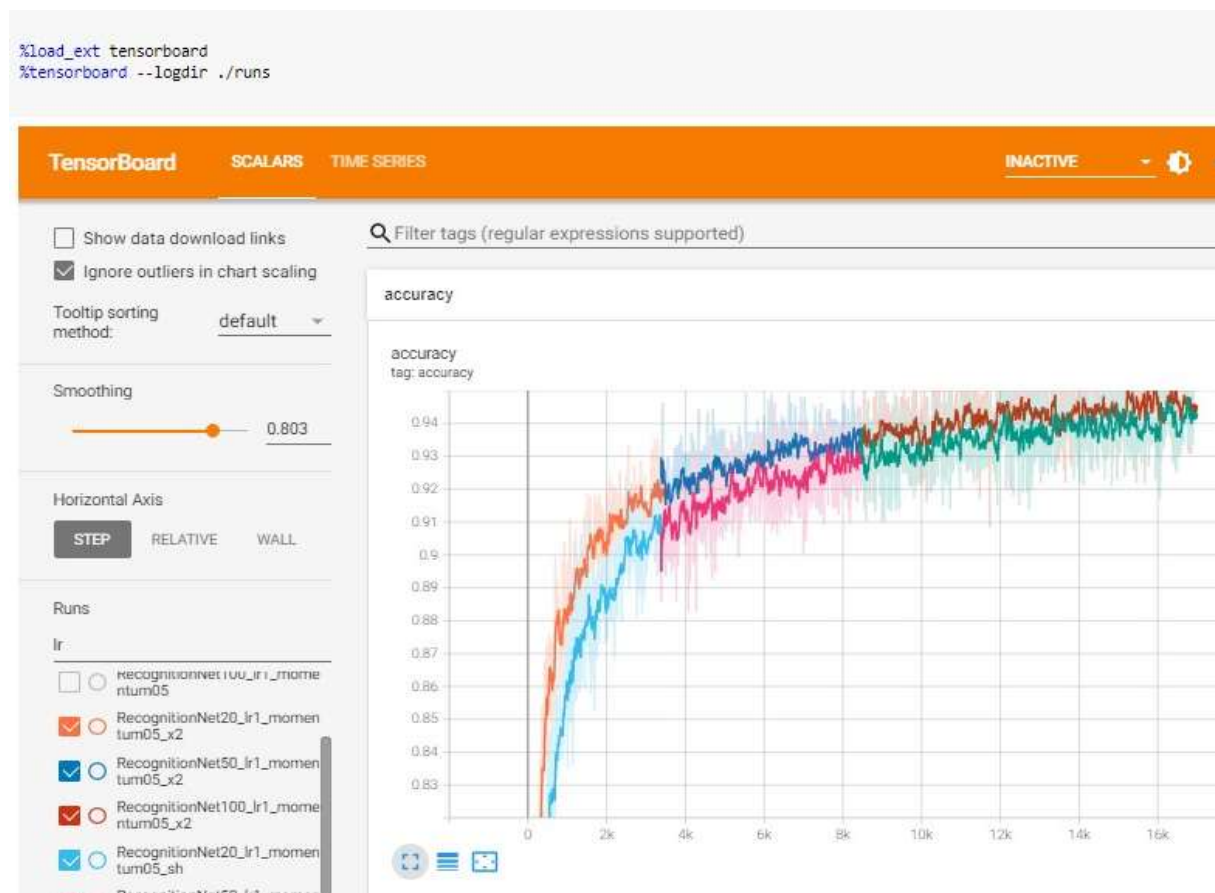 %load_ext tensorboard
%tensorboard --logdir ./runs
TensorBoard SCALARS TIME SERIES INACTIVE
Show data download links
Ignore outliers in chart scaling
Tooltip sorting
method: default
Smoothing
0.803
Horizontal Axis
STEP RELATIVE WALL
Runs
lr
RecognitionNet100_lr1_mome
ntum05
RecognitionNet20_lr1_momen
tum05_x2
RecognitionNet50_lr1_momen
tum05_x2
RecognitionNet100_lr1_mome
ntum05_x2
RecognitionNet20_lr1_momen
tum05_sh
Filter tags (regular expressions supported)
accuracy
accuracy
tag: accuracy
0.94
0.93
0.92
0.91
0.9
0.89
0.88
0.87
0.86
0.85
0.84
0.83
0 2k 4k 6k 8k 10k 12k 14k 16k